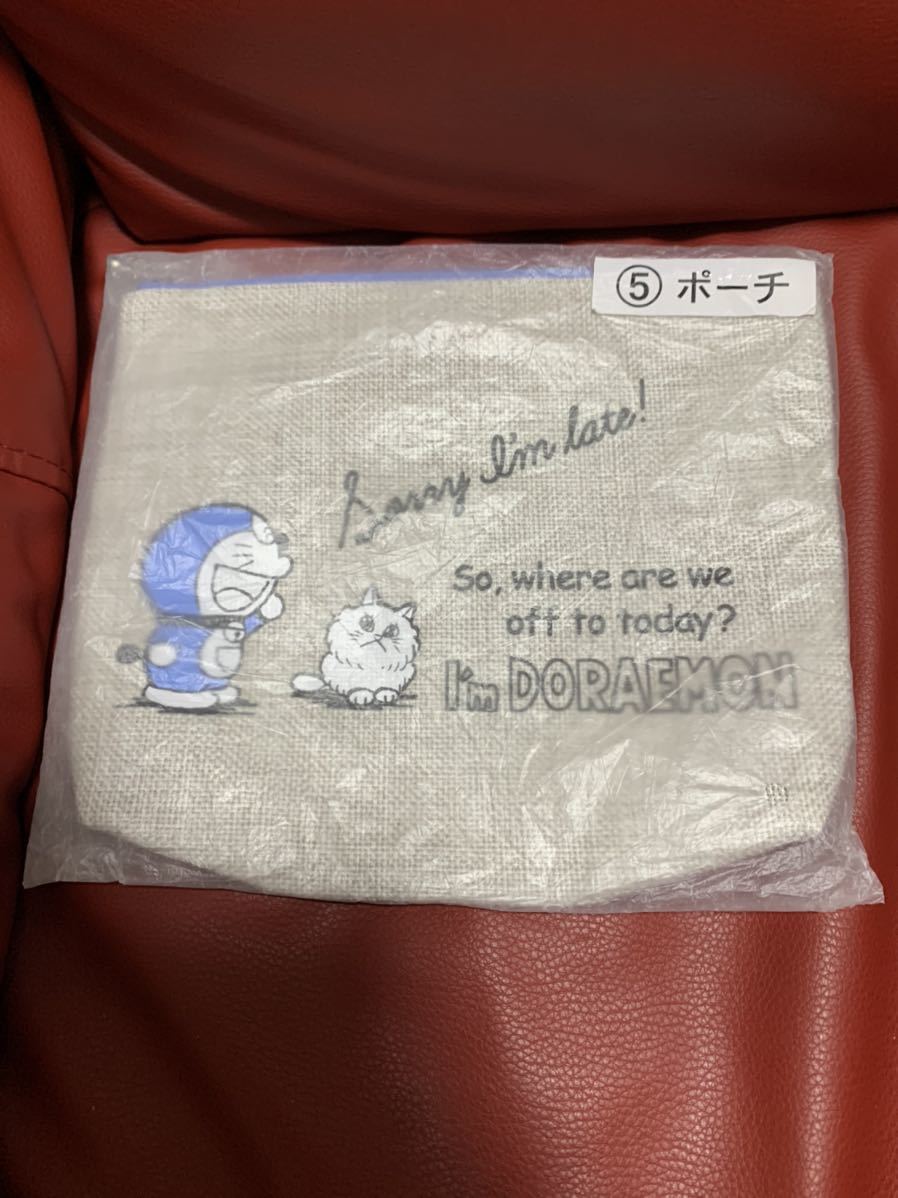 ⑤ ポーチ
Sorry I'm late!
So, where are we
off to today?
I'm DORAEMON